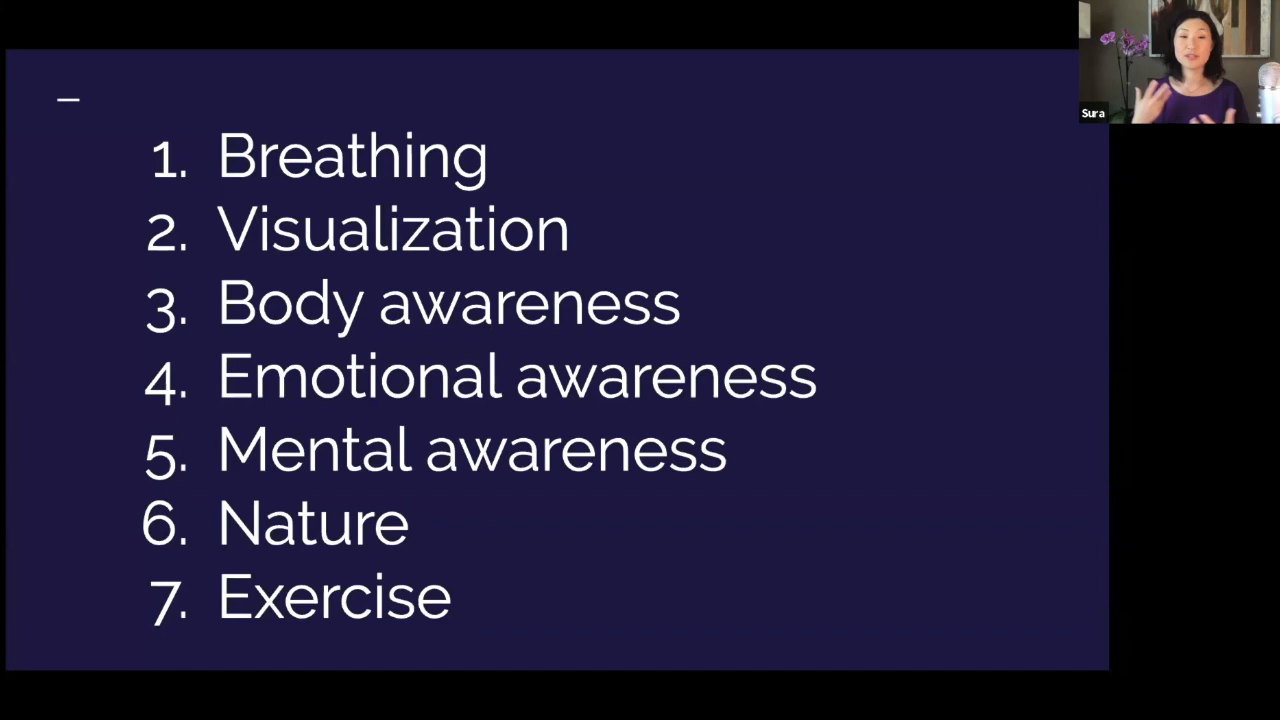 Sura
1. Breathing
2. Visualization
3. Body awareness
4. Emotional awareness
5. Mental awareness
6. Nature
7. Exercise